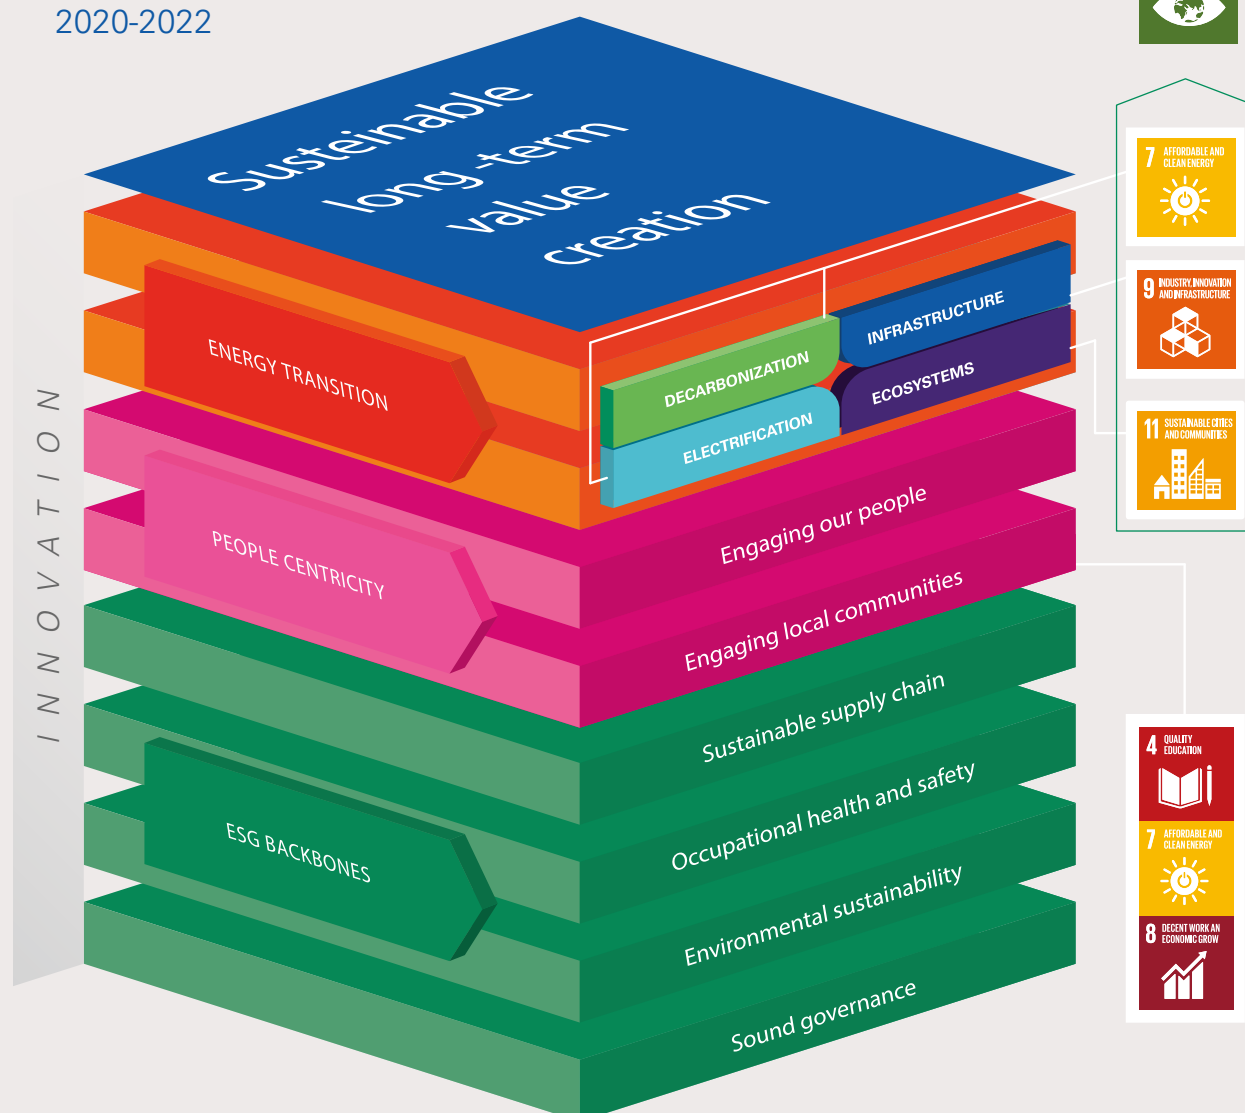 2020-2022
Susteinable
long-term
value
creation
INNOVATION
ENERGY TRANSITION
DECARBONIZATION
INFRASTRUCTURE
ELECTRIFICATION
ECOSYSTEMS
PEOPLE CENTRICITY
Engaging our people
Engaging local communities
ESG BACKBONES
Sustainable supply chain
Occupational health and safety
Environmental sustainability
Sound governance
7 AFFORDABLE AND
CLEAN ENERGY
9 INDUSTRY, INNOVATION
AND INFRASTRUCTURE
11 SUSTAINABLE CITIES
AND COMMUNITIES
4 QUALITY
EDUCATION
7 AFFORDABLE AND
CLEAN ENERGY
8 DECENT WORK AN
ECONOMIC GROW